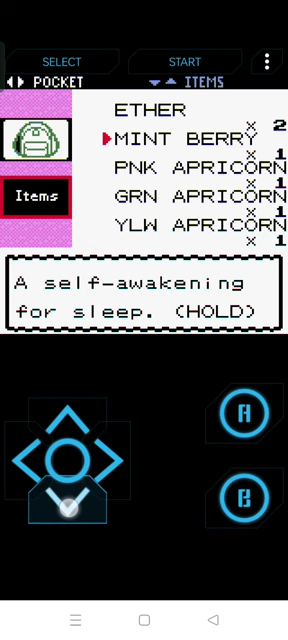 SELECT START
POCKET ITEMS
ETHER
× 2
MINT BERRY
× 1
PNK APRICORN
× 1
GRN APRICORN
× 1
YLW APRICORN
× 1
Items
A self-awakening
for sleep. (HOLD)
A
B